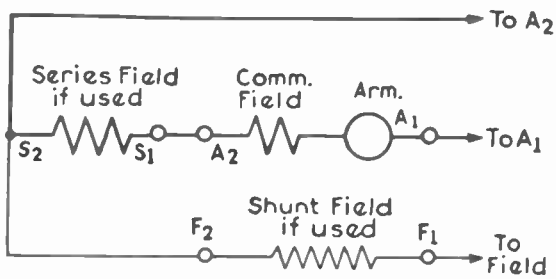 To A2
Series Field
if used
Comm.
Field
Arm.
S2
S1
A2
A1
To A1
Shunt Field
if used
F2
F1
To
Field